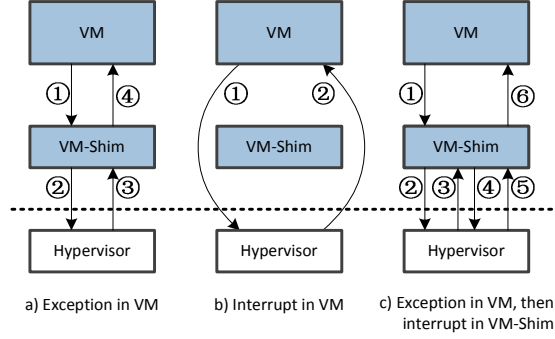 VM VM VM
① ④ ① ② ① ⑥
VM-Shim VM-Shim VM-Shim
② ③ ② ③ ④ ⑤
Hypervisor Hypervisor Hypervisor
a) Exception in VM b) Interrupt in VM c) Exception in VM, then
interrupt in VM-Shim